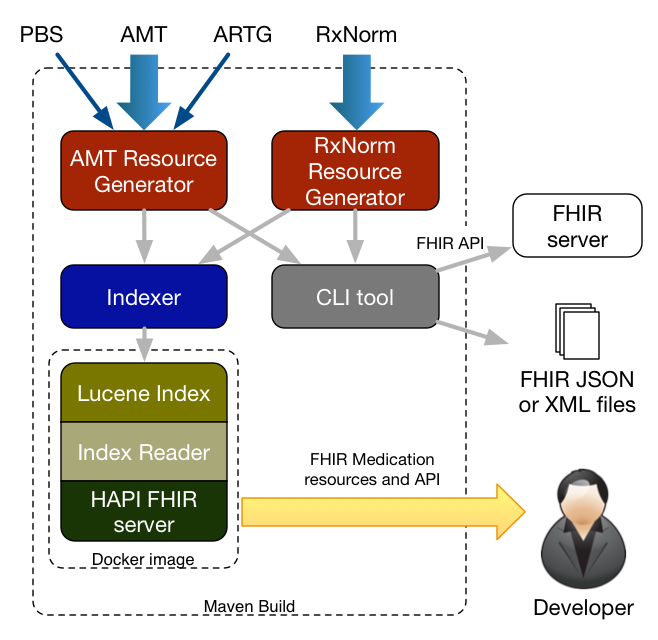 PBS
AMT
ARTG
RxNorm
AMT Resource
Generator
RxNorm
Resource
Generator
FHIR API
FHIR
server
Indexer
CLI tool
FHIR JSON
or XML files
Lucene Index
Index Reader
HAPI FHIR
server
Docker image
FHIR Medication
resources and API
Developer
Maven Build